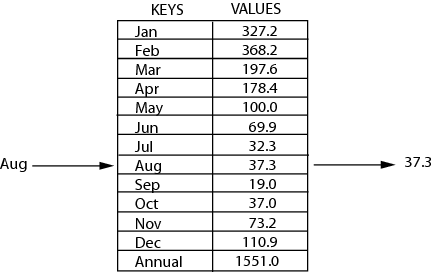 KEYS VALUES
Jan 327.2
Feb 368.2
Mar 197.6
Apr 178.4
May 100.0
Jun 69.9
Jul 32.3
Aug Aug 37.3 37.3
Sep 19.0
Oct 37.0
Nov 73.2
Dec 110.9
Annual 1551.0